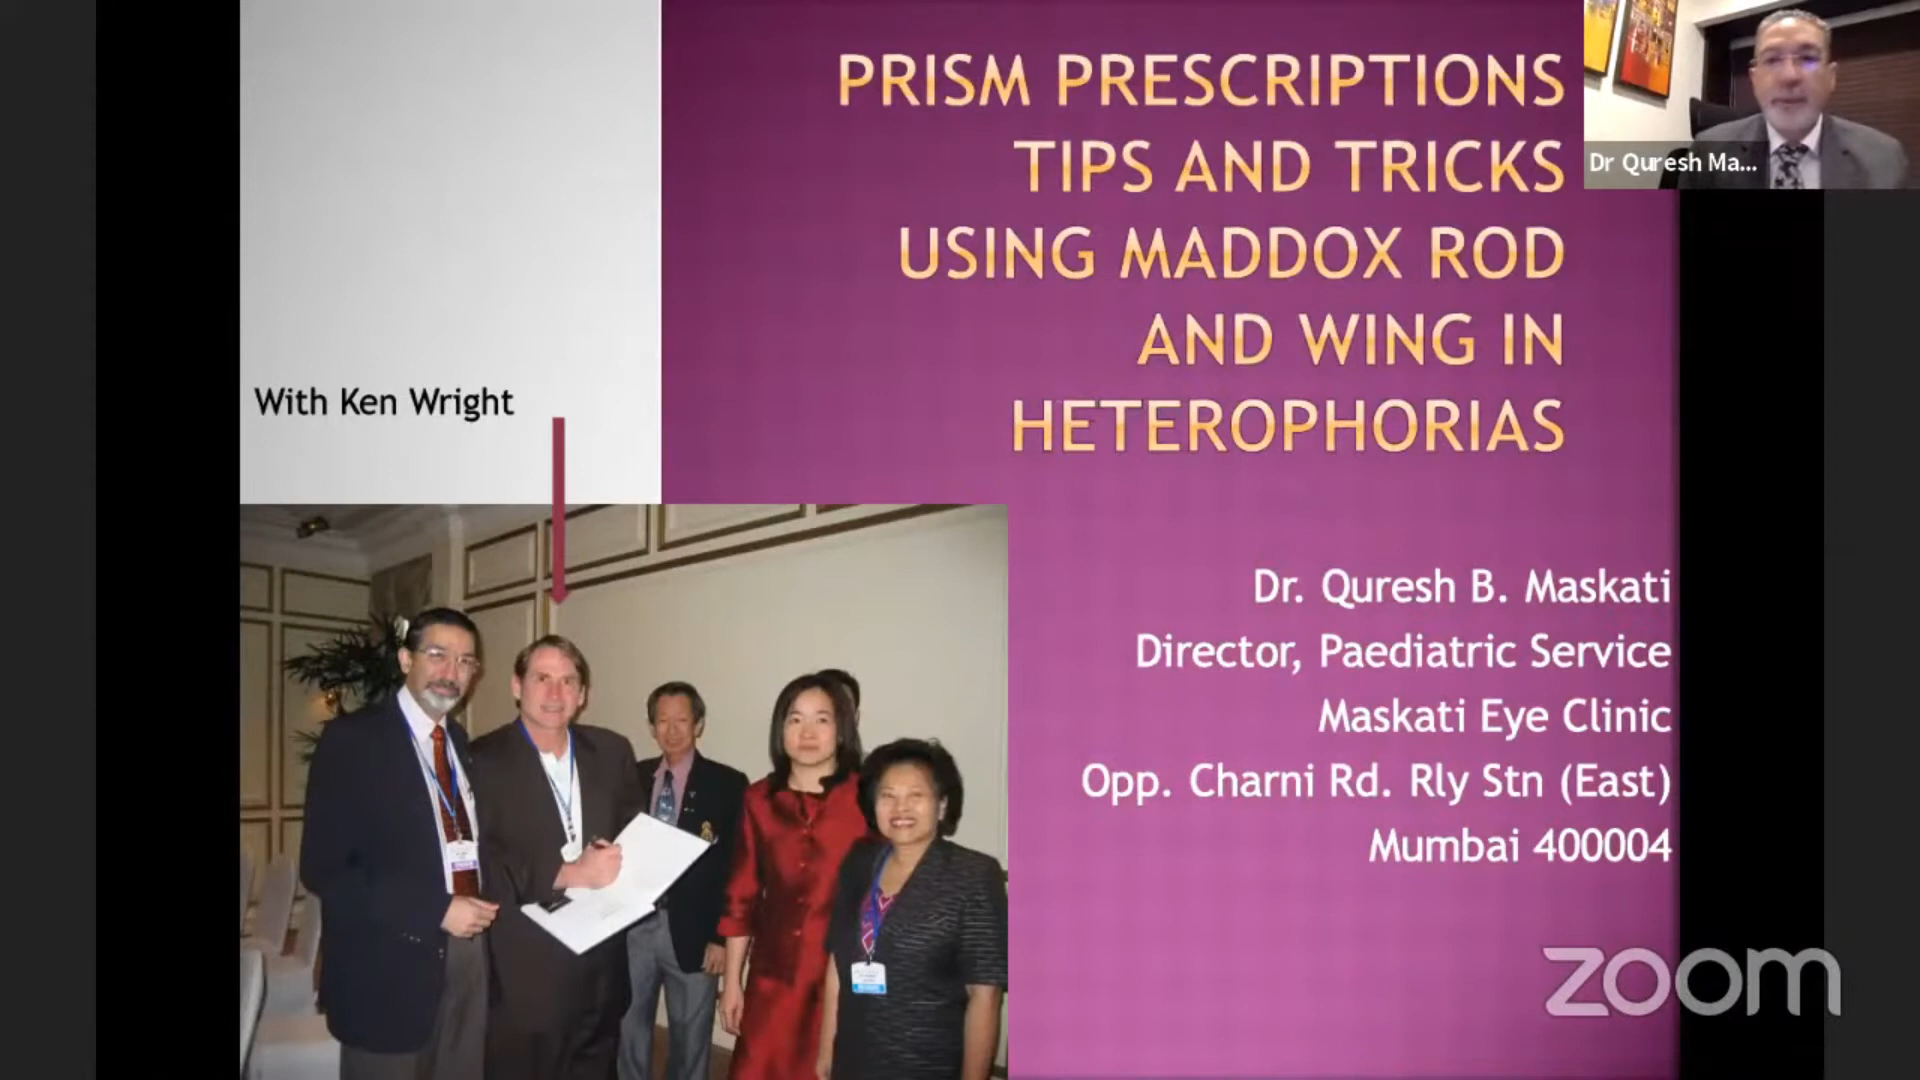 PRISM PRESCRIPTIONS
TIPS AND TRICKS
USING MADDOX ROD
AND WING IN
HETEROPHORIAS
Dr Quresh Ma...
With Ken Wright
Dr. Quresh B. Maskati
Director, Paediatric Service
Maskati Eye Clinic
Opp. Charni Rd. Rly Stn (East)
Mumbai 400004
zoom